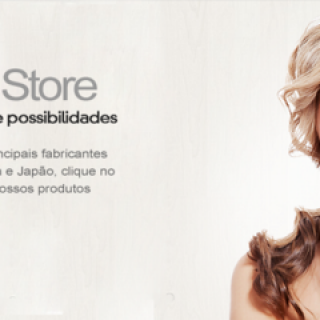 Store
e possibilidades
ncipais fabricantes
e Japão, clique no
ossos produtos